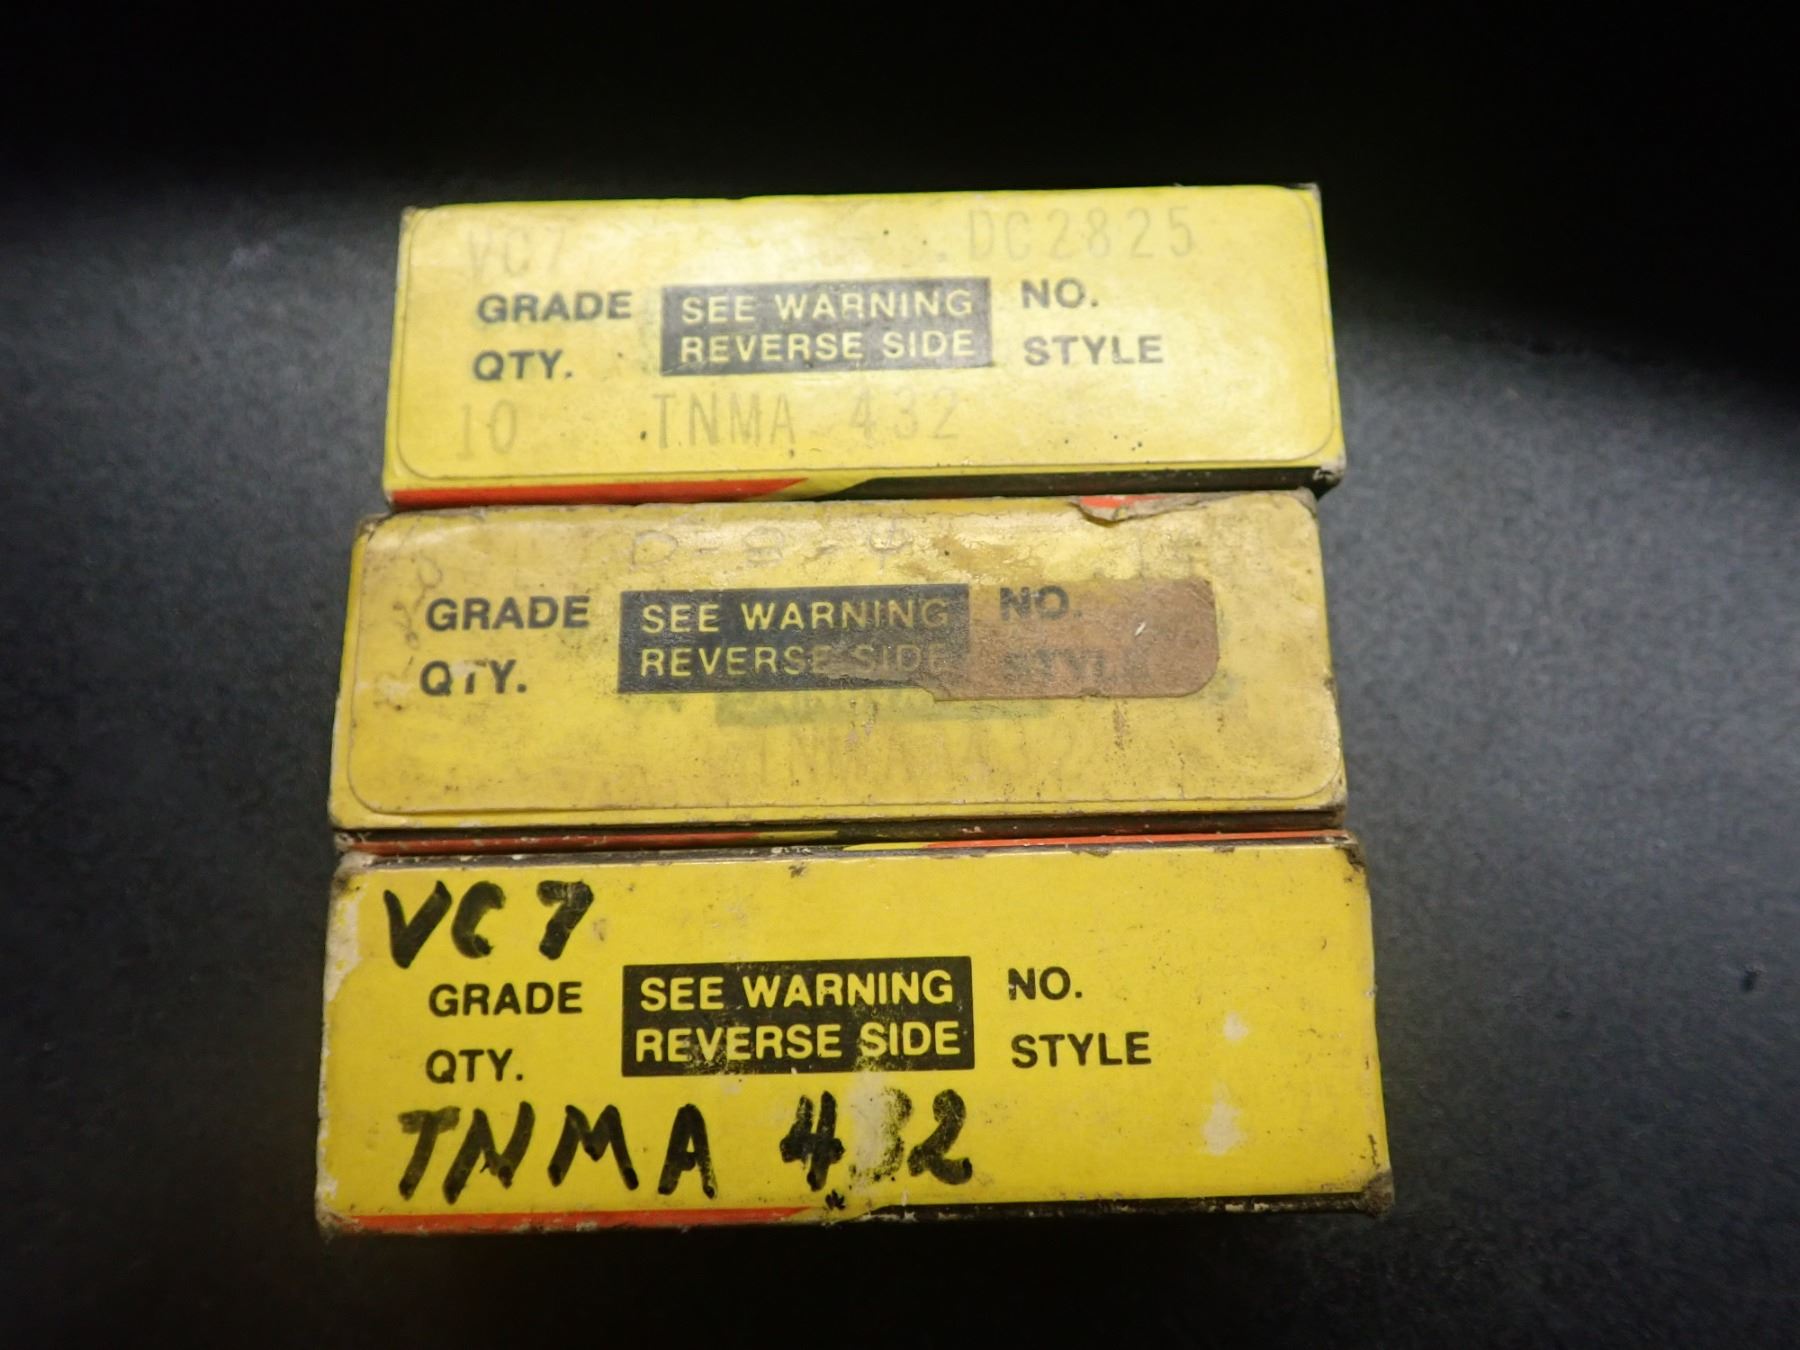 VC7 DC2825
GRADE SEE WARNING NO.
QTY. REVERSE SIDE STYLE
10 TNMA 432
GRADE SEE WARNING NO.
QTY. REVERSE SIDE STYLE
VC7
GRADE SEE WARNING NO.
QTY. REVERSE SIDE STYLE
TNMA 432